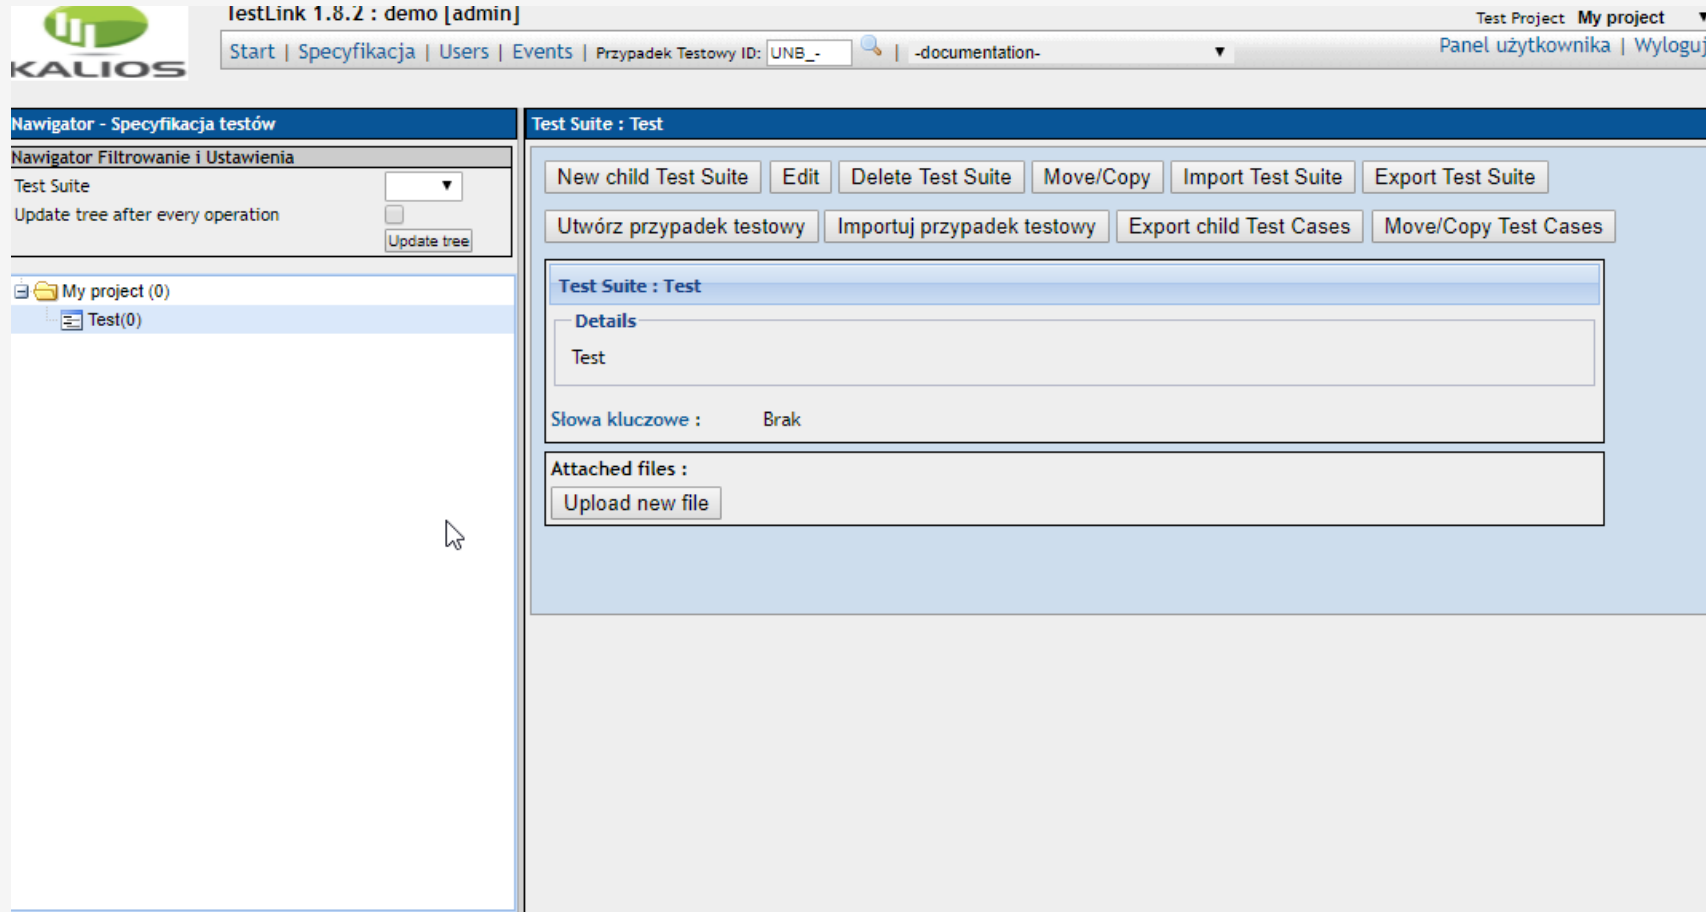 KALIOS
TestLink 1.8.2 : demo [admin]
Test Project My project
Start | Specyfikacja | Users | Events | Przypadek Testowy ID: UNB_- | -documentation-
Panel użytkownika | Wyloguj
Nawigator - Specyfikacja testów
Nawigator Filtrowanie i Ustawienia
Test Suite
Update tree after every operation
Update tree
My project (0)
Test(0)
Test Suite : Test
New child Test Suite Edit Delete Test Suite Move/Copy Import Test Suite Export Test Suite
Utwórz przypadek testowy Importuj przypadek testowy Export child Test Cases Move/Copy Test Cases
Test Suite : Test
Details
Test
Słowa kluczowe : Brak
Attached files :
Upload new file